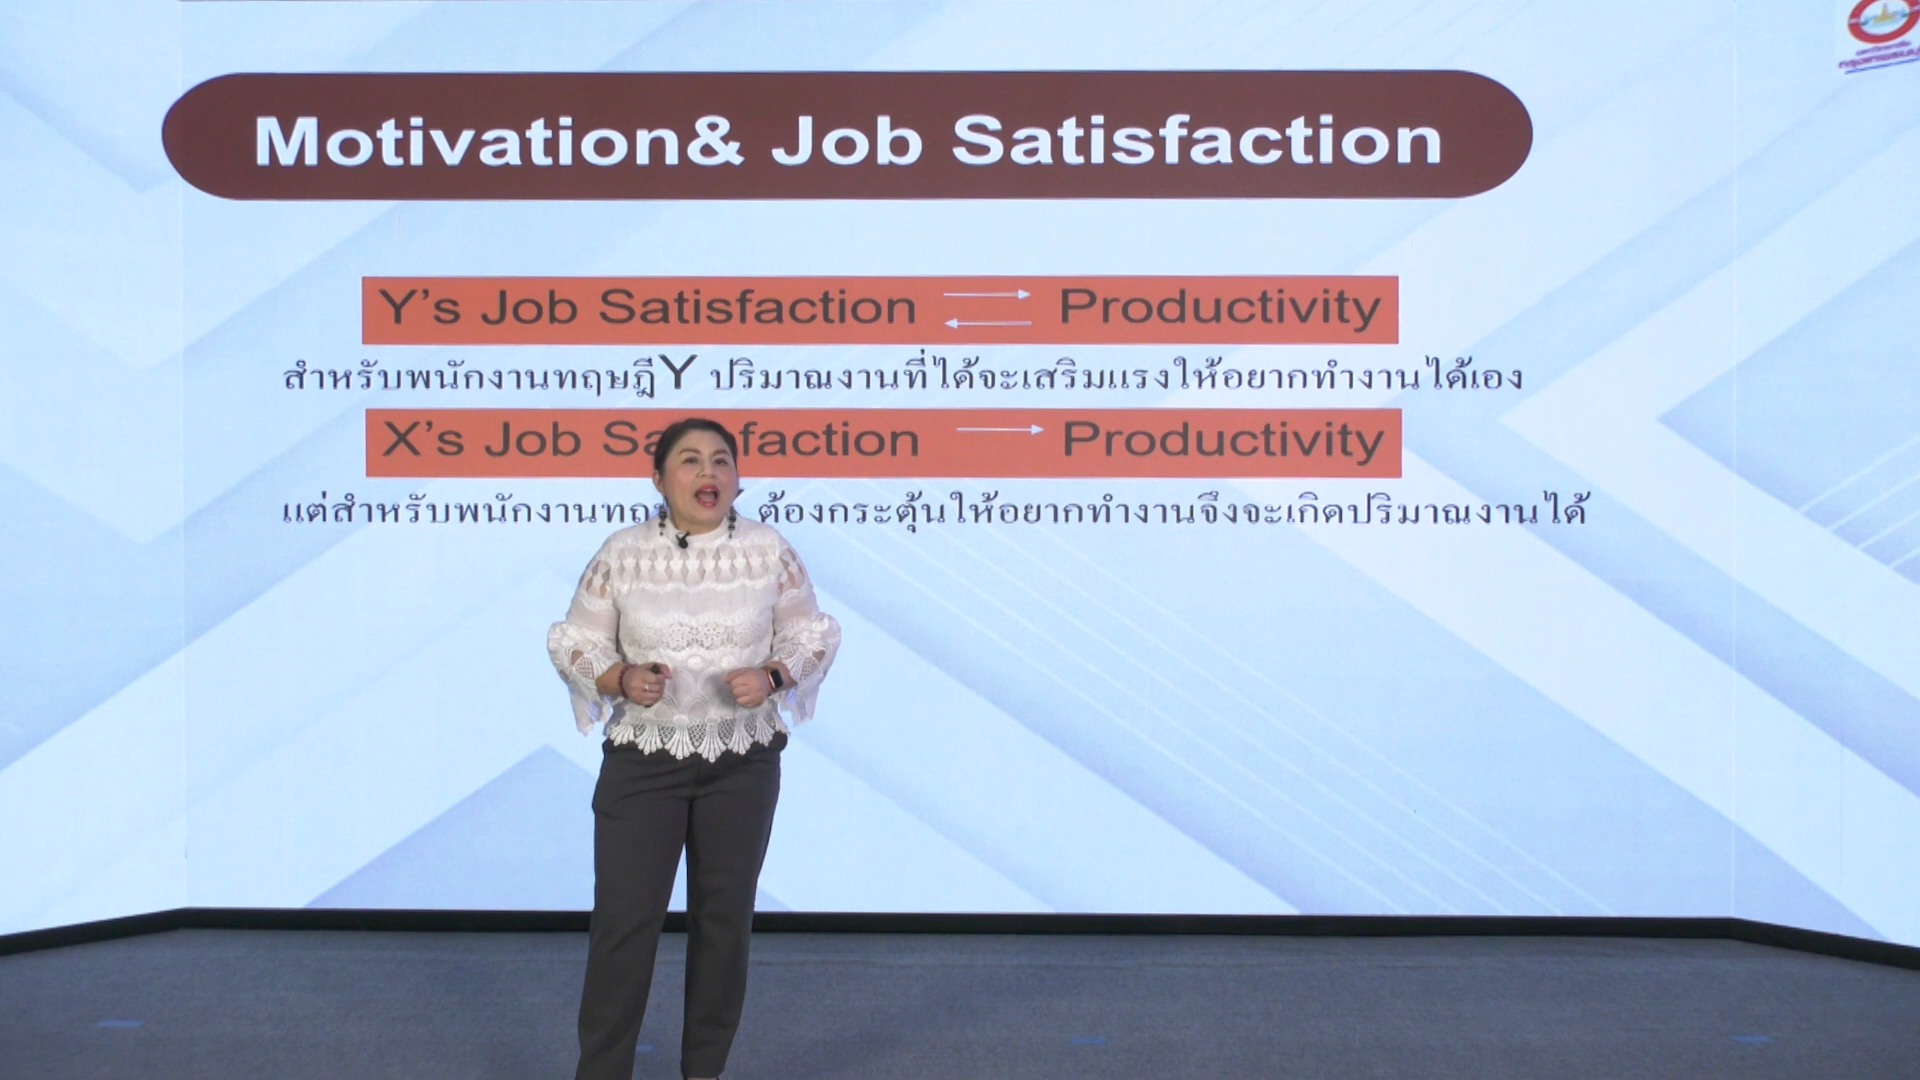 Motivation& Job Satisfaction
Y's Job Satisfaction Productivity
สำหรับพนักงานทฤษฎีY ปริมาณงานที่ได้จะเสริมแรงให้อยากทำงานได้เอง
X's Job Sa faction Productivity
แต่สำหรับพนักงานทฤ ต้องกระตุ้นให้อยากทำงานจึงจะเกิดปริมาณงานได้